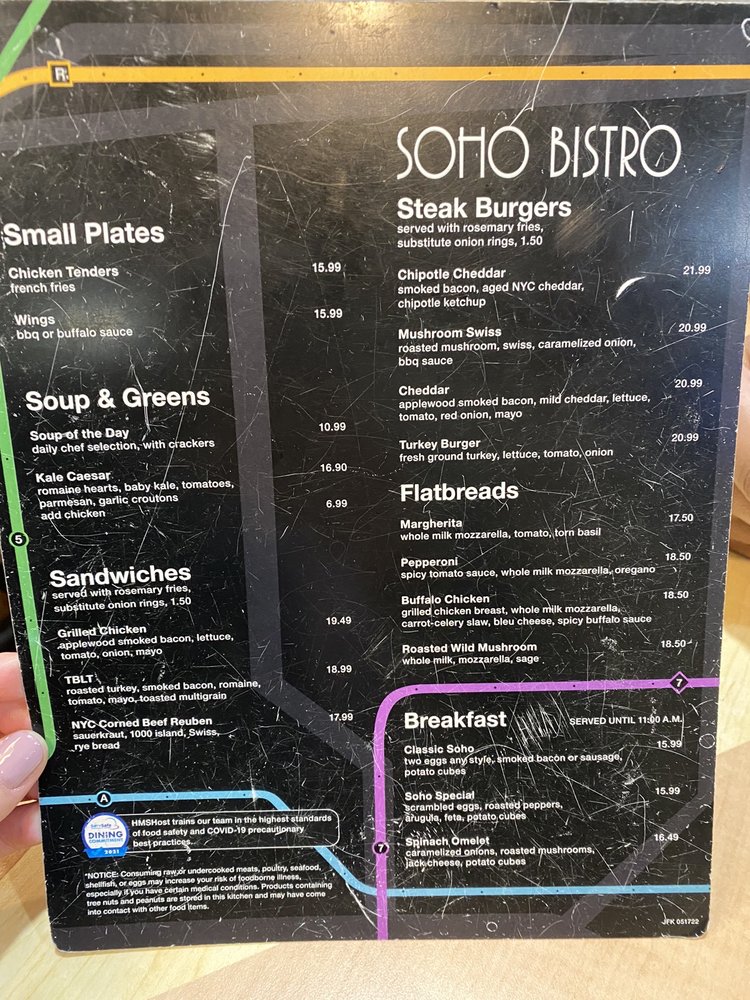 R
SOHO BISTRO
Small Plates
Chicken Tenders 15.99
french fries
Wings 15.99
bbq or buffalo sauce
Soup & Greens
Soup of the Day 10.99
daily chef selection, with crackers
Kale Caesar 16.90
romaine hearts, baby kale, tomatoes,
parmesan, garlic croutons
add chicken 6.99
5
Sandwiches
served with rosemary fries,
substitute onion rings, 1.50
Grilled Chicken 19.49
applewood smoked bacon, lettuce,
tomato, onion, mayo
TBLT 18.99
roasted turkey, smoked bacon, romaine,
tomato, mayo, toasted multigrain
NYC Corned Beef Reuben 17.99
sauerkraut, 1000 island, Swiss,
rye bread
A
DINING
COMMITMENT
2021
HMSHost trains our team in the highest standards
of food safety and COVID-19 precautionary
best practices
*NOTICE: Consuming raw or undercooked meats, poultry, seafood,
shellfish, or eggs may increase your risk of foodborne illness,
especially if you have certain medical conditions. Products containing
tree nuts and peanuts are stored in this kitchen and may have come
into contact with other food items.
Steak Burgers
served with rosemary fries,
substitute onion rings, 1.50
Chipotle Cheddar 21.99
smoked bacon, aged NYC cheddar,
chipotle ketchup
Mushroom Swiss 20.99
roasted mushroom, swiss, caramelized onion,
bbq sauce
Cheddar 20.99
applewood smoked bacon, mild cheddar, lettuce,
tomato, red onion, mayo
Turkey Burger 20.99
fresh ground turkey, lettuce, tomato, onion
Flatbreads
Margherita 17.50
whole milk mozzarella, tomato, torn basil
Pepperoni 18.50
spicy tomato sauce, whole milk mozzarella, oregano
Buffalo Chicken 18.50
grilled chicken breast, whole milk mozzarella,
carrot-celery slaw, bleu cheese, spicy buffalo sauce
Roasted Wild Mushroom 18.50
whole milk, mozzarella, sage
7
Breakfast SERVED UNTIL 11:00 A.M.
Classic Soho 15.99
two eggs any style, smoked bacon or sausage,
potato cubes
Soho Special 15.99
scrambled eggs, roasted peppers,
arugula, feta, potato cubes
7
Spinach Omelet 16.49
caramelized onions, roasted mushrooms,
jack cheese, potato cubes
JFK 051722